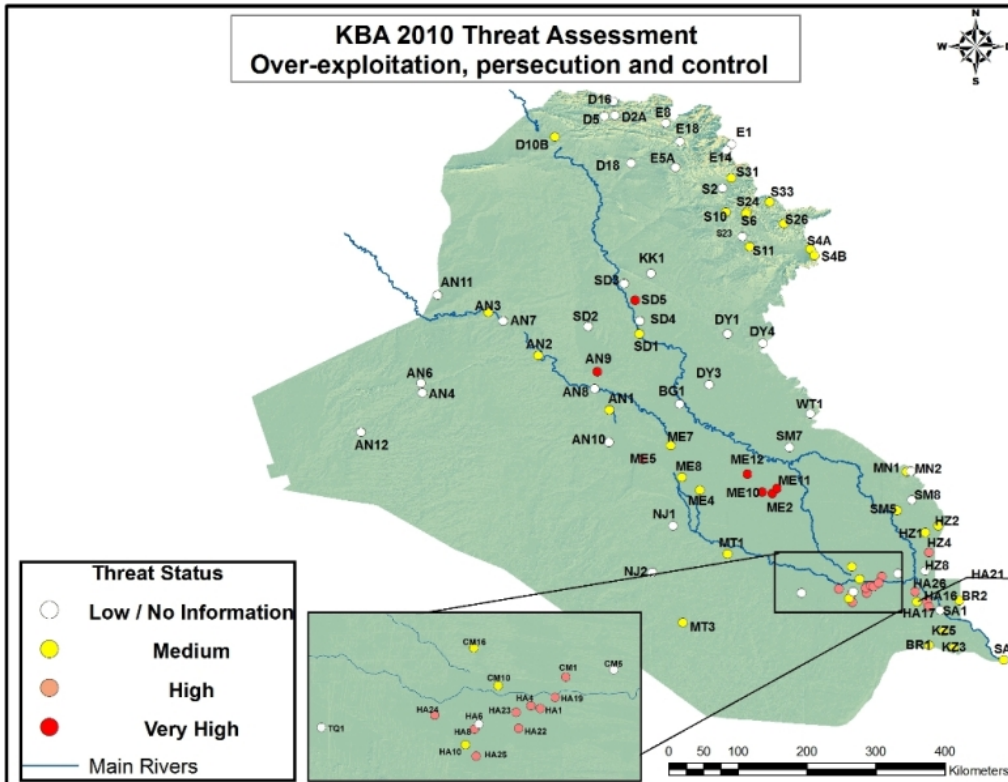 KBA 2010 Threat Assessment
Over-exploitation, persecution and control
N
W
S
D16
D5
D2A
E8
D10B
E18
E1
E14
D18
E5A
S31
S2
S33
S24
S10
S6
S26
S23
S11
S4A
S4B
KK1
SD3
AN11
SD5
AN3
AN7
SD2
SD4
SD1
DY1
DY4
AN2
AN9
AN6
AN4
AN8
DY3
AN1
BG1
WT1
AN12
AN10
ME7
SM7
ME5
ME12
MN1
MN2
ME8
ME11
ME10
ME4
ME2
SM8
SM5
NJ1
HZ2
HZ1
MT1
HZ4
NJ2
HZ8
HA21
HA26
HA16
BR2
HA17
SA1
MT3
KZ5
BR1
KZ3
SA
Threat Status
Low / No Information
Medium
High
Very High
Main Rivers
CM16
CM1
CM5
CM10
HA19
HA4
HA24
HA23
HA1
HA6
TQ1
HA8
HA22
HA10
HA25
0 50 100 200 300 400
Kilometers